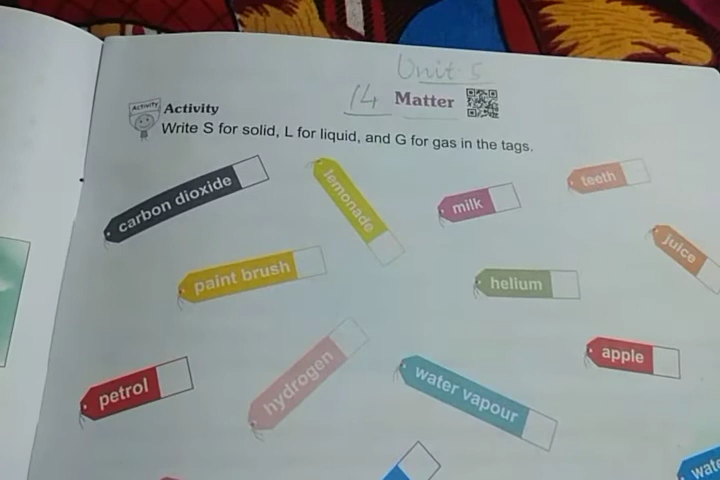 Unit 5
14 Matter
ACTIVITY Activity
Write S for solid, L for liquid, and G for gas in the tags.
carbon dioxide
lemonade
milk
teeth
juice
paint brush
helium
petrol
hydrogen
water vapour
apple